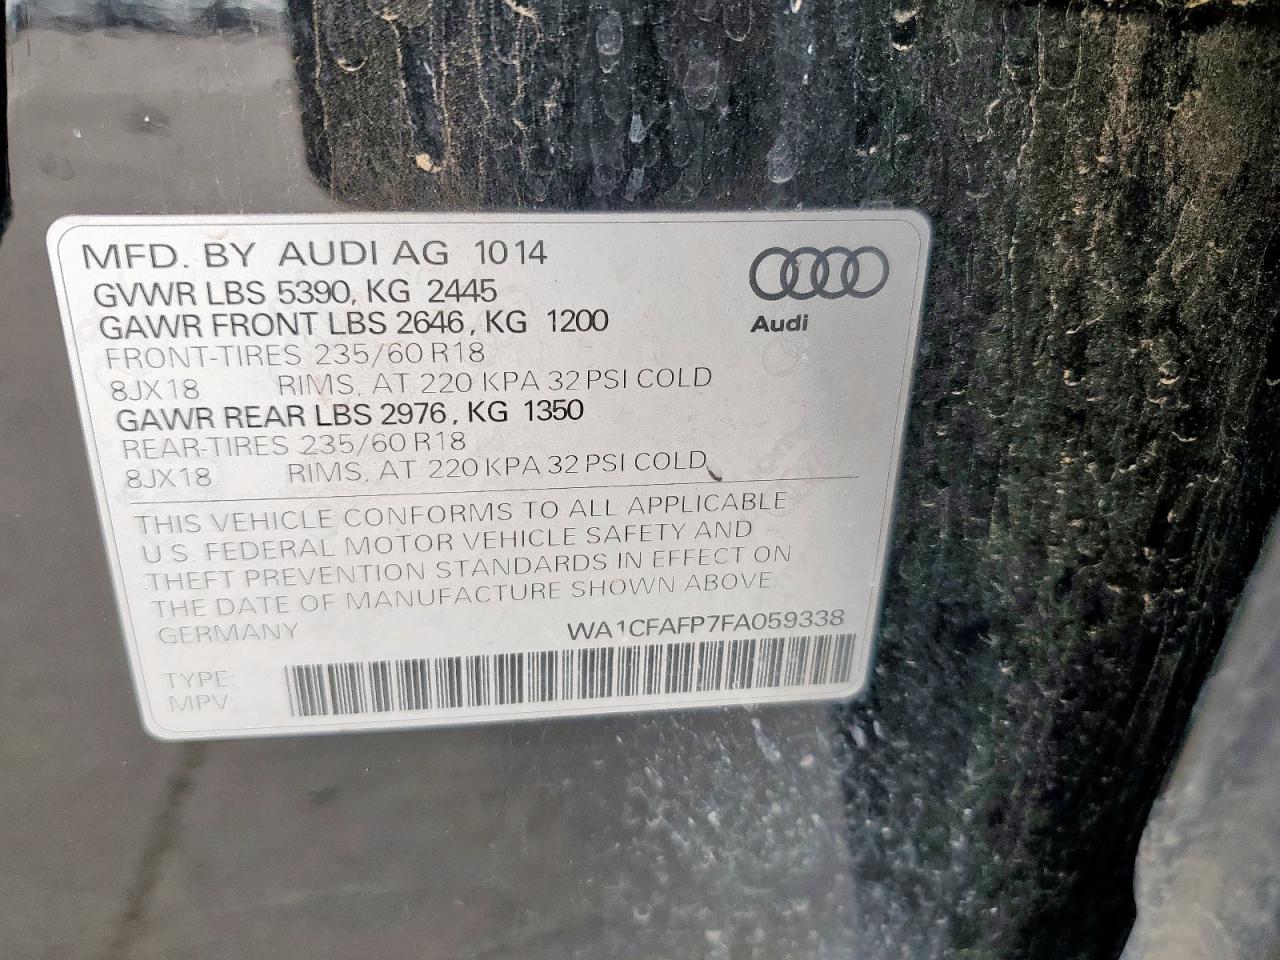 MFD. BY AUDI AG 10 14
GVWR LBS 5390, KG 2445
GAWR FRONT LBS 2646, KG 1200
FRONT-TIRES 235/60 R18
8JX18 RIMS, AT 220 KPA 32 PSI COLD
GAWR REAR LBS 2976, KG 1350
REAR-TIRES 235/60 R18
8JX18 RIMS, AT 220 KPA 32 PSI COLD
Audi
THIS VEHICLE CONFORMS TO ALL APPLICABLE
U.S. FEDERAL MOTOR VEHICLE SAFETY AND
THEFT PREVENTION STANDARDS IN EFFECT ON
THE DATE OF MANUFACTURE SHOWN ABOVE.
GERMANY WA1CFAFP7FA059338
TYPE:
MPV